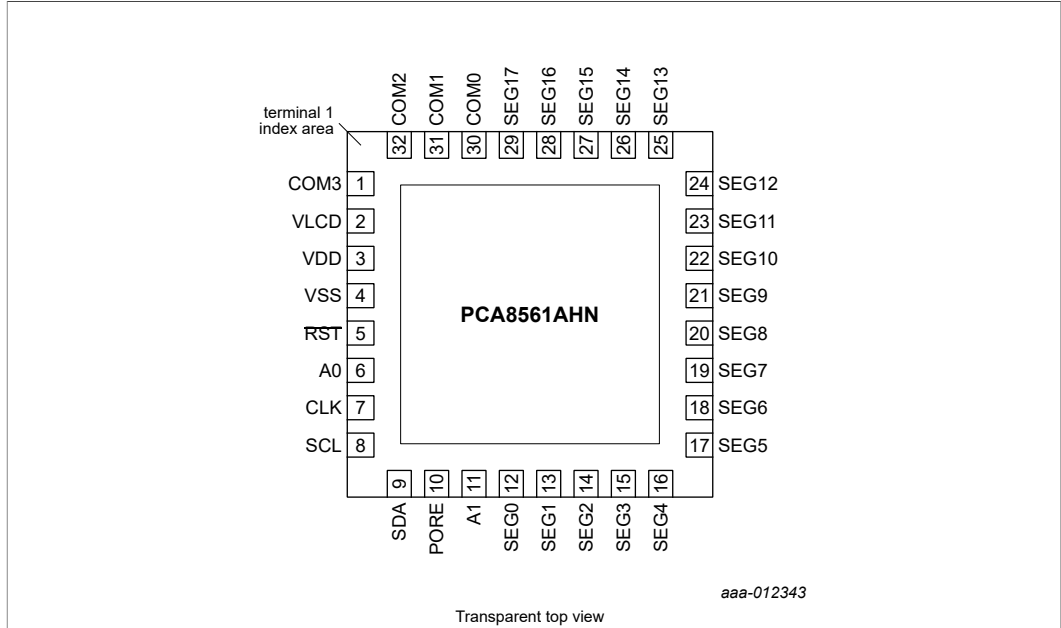 COM2
COM1
COM0
SEG17
SEG16
SEG15
SEG14
SEG13
terminal 1
index area
32
31
30
29
28
27
26
25
COM3 1
VLCD 2
VDD 3
VSS 4
RST 5
A0 6
CLK 7
SCL 8
24 SEG12
23 SEG11
22 SEG10
21 SEG9
20 SEG8
19 SEG7
18 SEG6
17 SEG5
PCA8561AHN
9
10
11
12
13
14
15
16
SDA
PORE
A1
SEG0
SEG1
SEG2
SEG3
SEG4
aaa-012343
Transparent top view